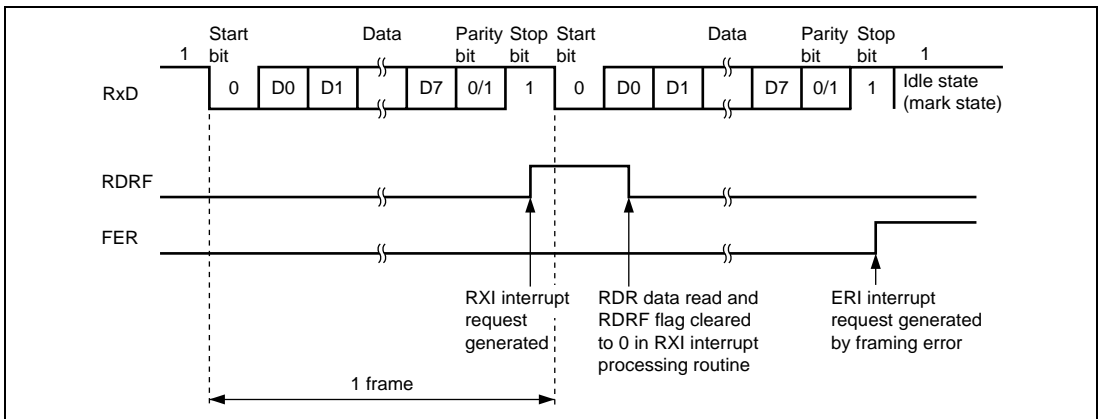 Start Data Parity Stop Start Data Parity Stop
1 bit bit bit bit bit bit 1
RxD 0 D0 D1 D7 0/1 1 0 D0 D1 D7 0/1 1 Idle state
(mark state)
RDRF
FER
RXI interrupt
request
generated
RDR data read and
RDRF flag cleared
to 0 in RXI interrupt
processing routine
ERI interrupt
request generated
by framing error
1 frame